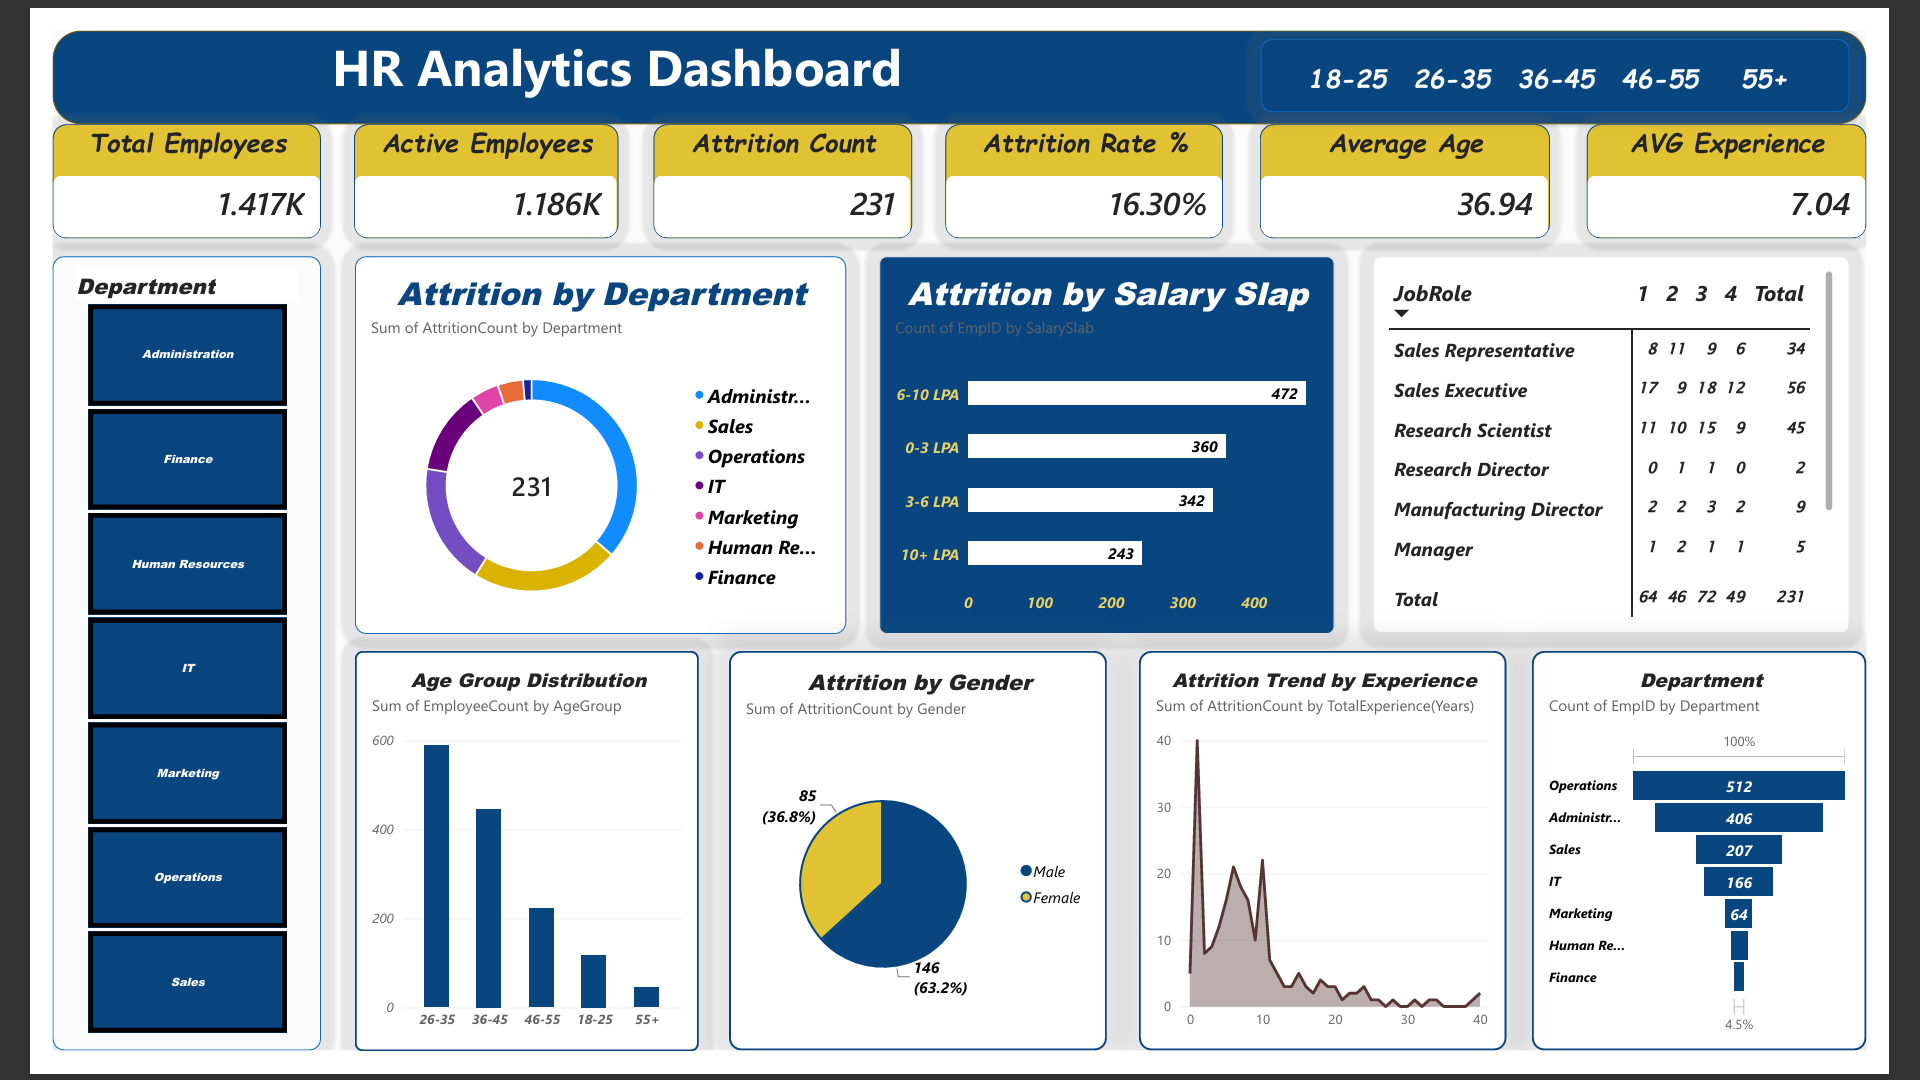 HR Analytics Dashboard
18-25 26-35 36-45 46-55 55+
Total Employees
1.417K
Active Employees
1.186K
Attrition Count
231
Attrition Rate %
16.30%
Average Age
36.94
AVG Experience
7.04
Department
Administration
Finance
Human Resources
IT
Marketing
Operations
Sales
Attrition by Department
Sum of AttritionCount by Department
231
Administr...
Sales
Operations
IT
Marketing
Human Re...
Finance
Attrition by Salary Slap
Count of EmpID by SalarySlab
6-10 LPA 472
0-3 LPA 360
3-6 LPA 342
10+ LPA 243
0 100 200 300 400
JobRole 1 2 3 4 Total
Sales Representative 8 11 9 6 34
Sales Executive 17 9 18 12 56
Research Scientist 11 10 15 9 45
Research Director 0 1 1 0 2
Manufacturing Director 2 2 3 2 9
Manager 1 2 1 1 5
Total 64 46 72 49 231
Age Group Distribution
Sum of EmployeeCount by AgeGroup
600
400
200
0
26-35 36-45 46-55 18-25 55+
Attrition by Gender
Sum of AttritionCount by Gender
85
(36.8%)
146
(63.2%)
Male
Female
Attrition Trend by Experience
Sum of AttritionCount by TotalExperience(Years)
40
30
20
10
0
0 10 20 30 40
Department
Count of EmpID by Department
100%
Operations 512
Administr... 406
Sales 207
IT 166
Marketing 64
Human Re...
Finance
4.5%